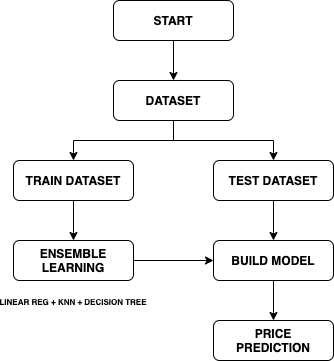 START
DATASET
TRAIN DATASET
TEST DATASET
ENSEMBLE
LEARNING
BUILD MODEL
LINEAR REG + KNN + DECISION TREE
PRICE
PREDICTION